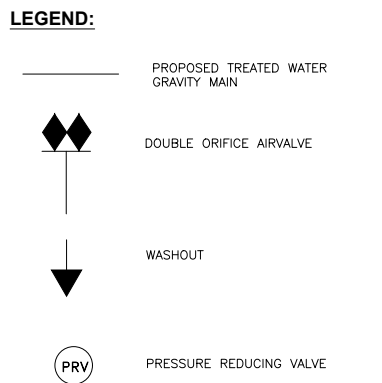 LEGEND:
PROPOSED TREATED WATER
GRAVITY MAIN
DOUBLE ORIFICE AIRVALVE
WASHOUT
PRV
PRESSURE REDUCING VALVE